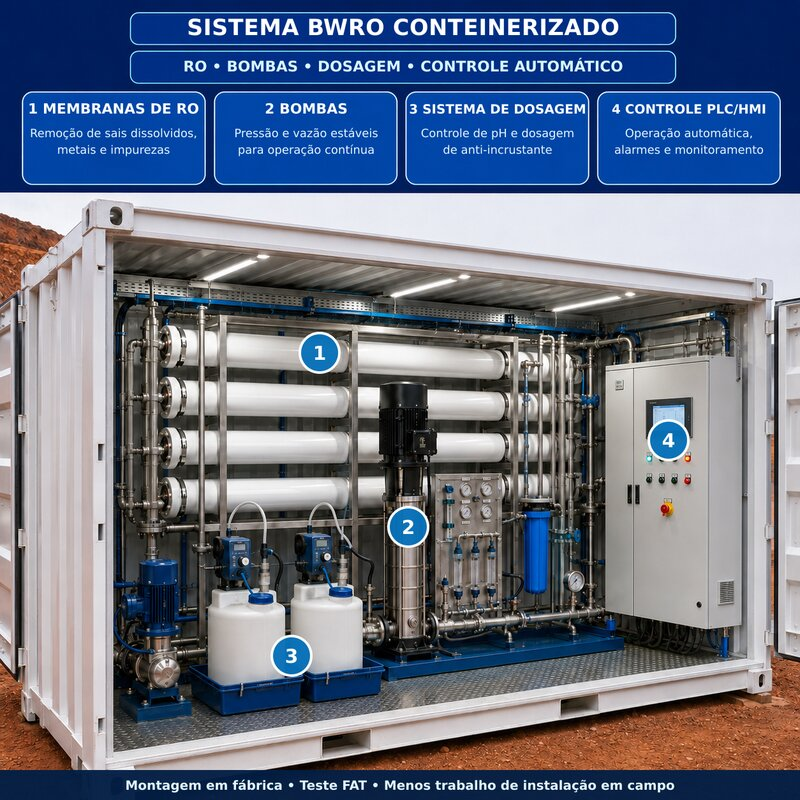 SISTEMA BWRO CONTEINERIZADO
RO • BOMBAS • DOSAGEM • CONTROLE AUTOMÁTICO
1 MEMBRANAS DE RO
Remoção de sais dissolvidos,
metais e impurezas
2 BOMBAS
Pressão e vazão estáveis
para operação contínua
3 SISTEMA DE DOSAGEM
Controle de pH e dosagem
de anti-incrustante
4 CONTROLE PLC/HMI
Operação automática,
alarmes e monitoramento
1
2
3
4
Montagem em fábrica • Teste FAT • Menos trabalho de instalação em campo